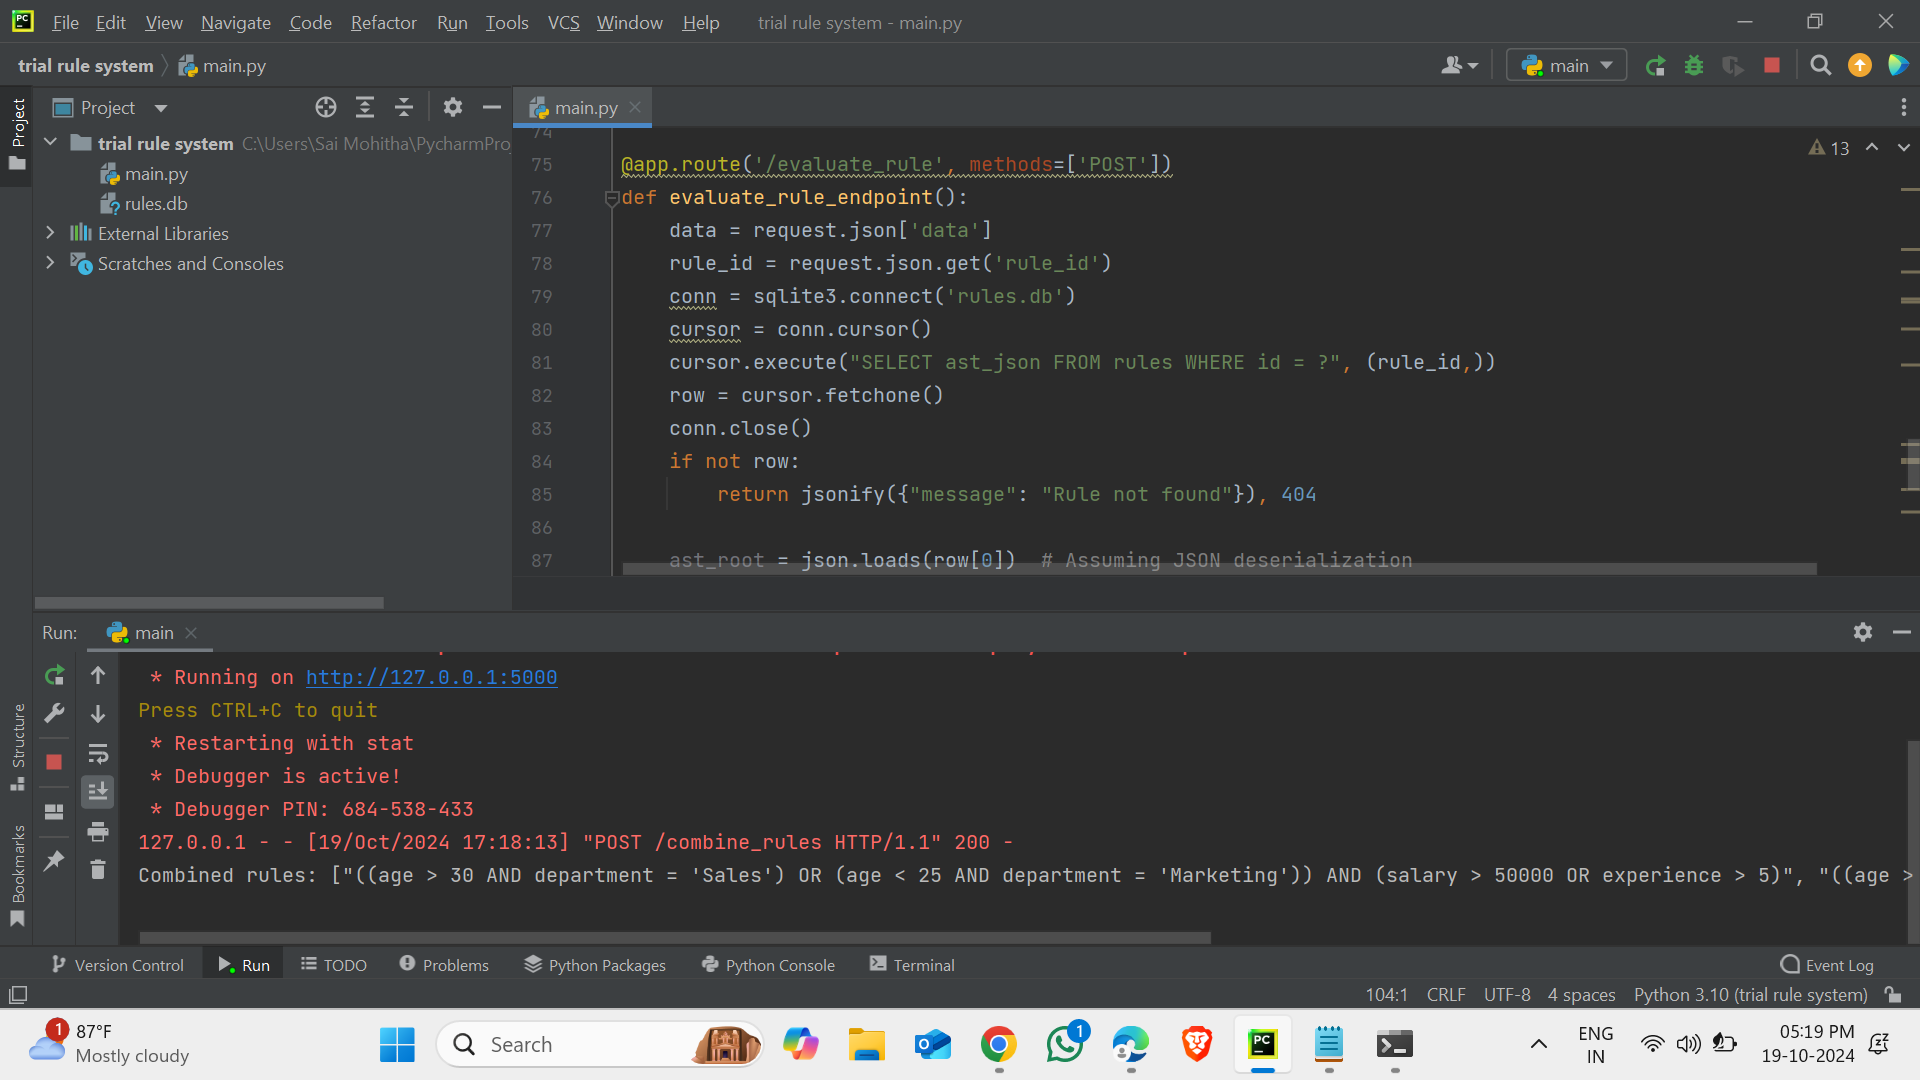 File Edit View Navigate Code Refactor Run Tools VCS Window Help trial rule system - main.py
trial rule system main.py main
Project
Project main.py
trial rule system C:\Users\Sai Mohitha\PycharmPro
main.py
rules.db
External Libraries
Scratches and Consoles
13
74
75 @app.route('/evaluate_rule', methods=['POST'])
76 def evaluate_rule_endpoint():
77 data = request.json['data']
78 rule_id = request.json.get('rule_id')
79 conn = sqlite3.connect('rules.db')
80 cursor = conn.cursor()
81 cursor.execute("SELECT ast_json FROM rules WHERE id = ?", (rule_id,))
82 row = cursor.fetchone()
83 conn.close()
84 if not row:
85 return jsonify({"message": "Rule not found"}), 404
86
87 ast_root = json.loads(row[0]) # Assuming JSON deserialization
Run: main
* Running on http://127.0.0.1:5000
Press CTRL+C to quit
* Restarting with stat
* Debugger is active!
* Debugger PIN: 684-538-433
127.0.0.1 - - [19/Oct/2024 17:18:13] "POST /combine_rules HTTP/1.1" 200 -
Combined rules: ["((age > 30 AND department = 'Sales') OR (age < 25 AND department = 'Marketing')) AND (salary > 50000 OR experience > 5)", "((age >
Structure
Bookmarks
Version Control Run TODO Problems Python Packages Python Console Terminal Event Log
104:1 CRLF UTF-8 4 spaces Python 3.10 (trial rule system)
1 87°F
Mostly cloudy
Search
PC
1
ENG
IN
05:19 PM
19-10-2024